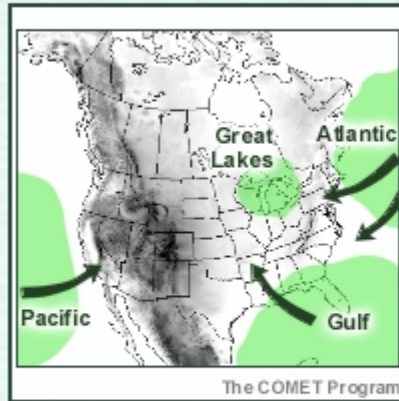 Great
Lakes
Atlantic
Pacific
Gulf
The COMET Program